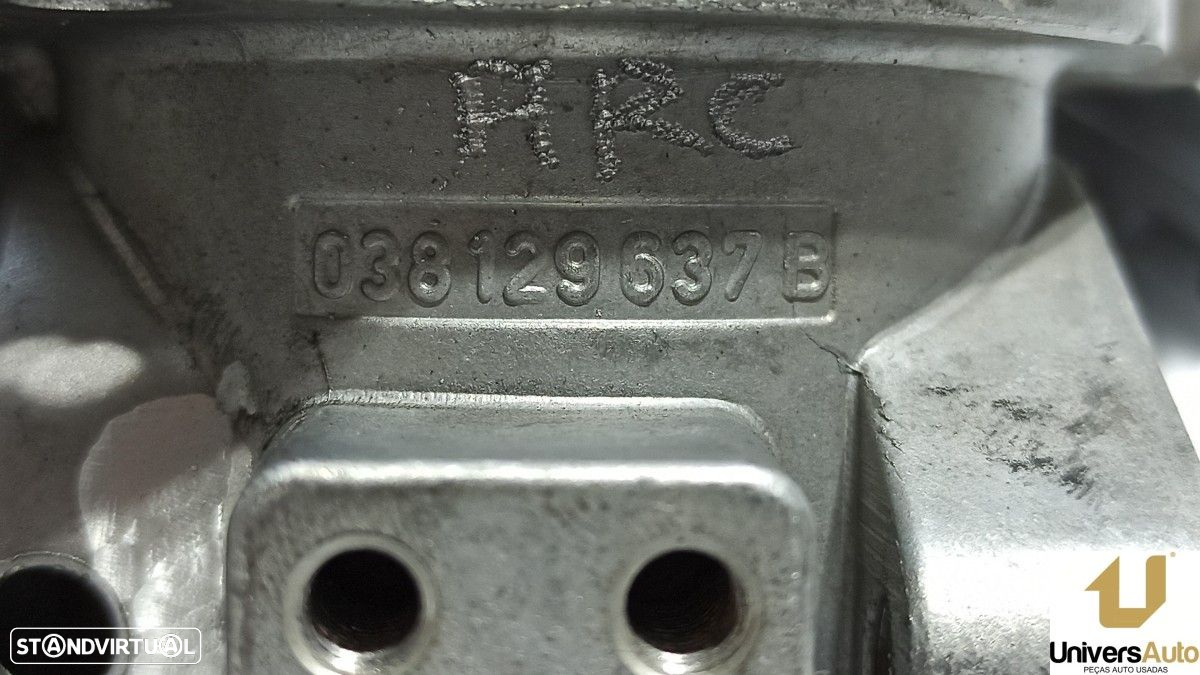 ARC
038 129 637 B
STANDVIRTUAL
UniversAuto
PEÇAS AUTO USADAS